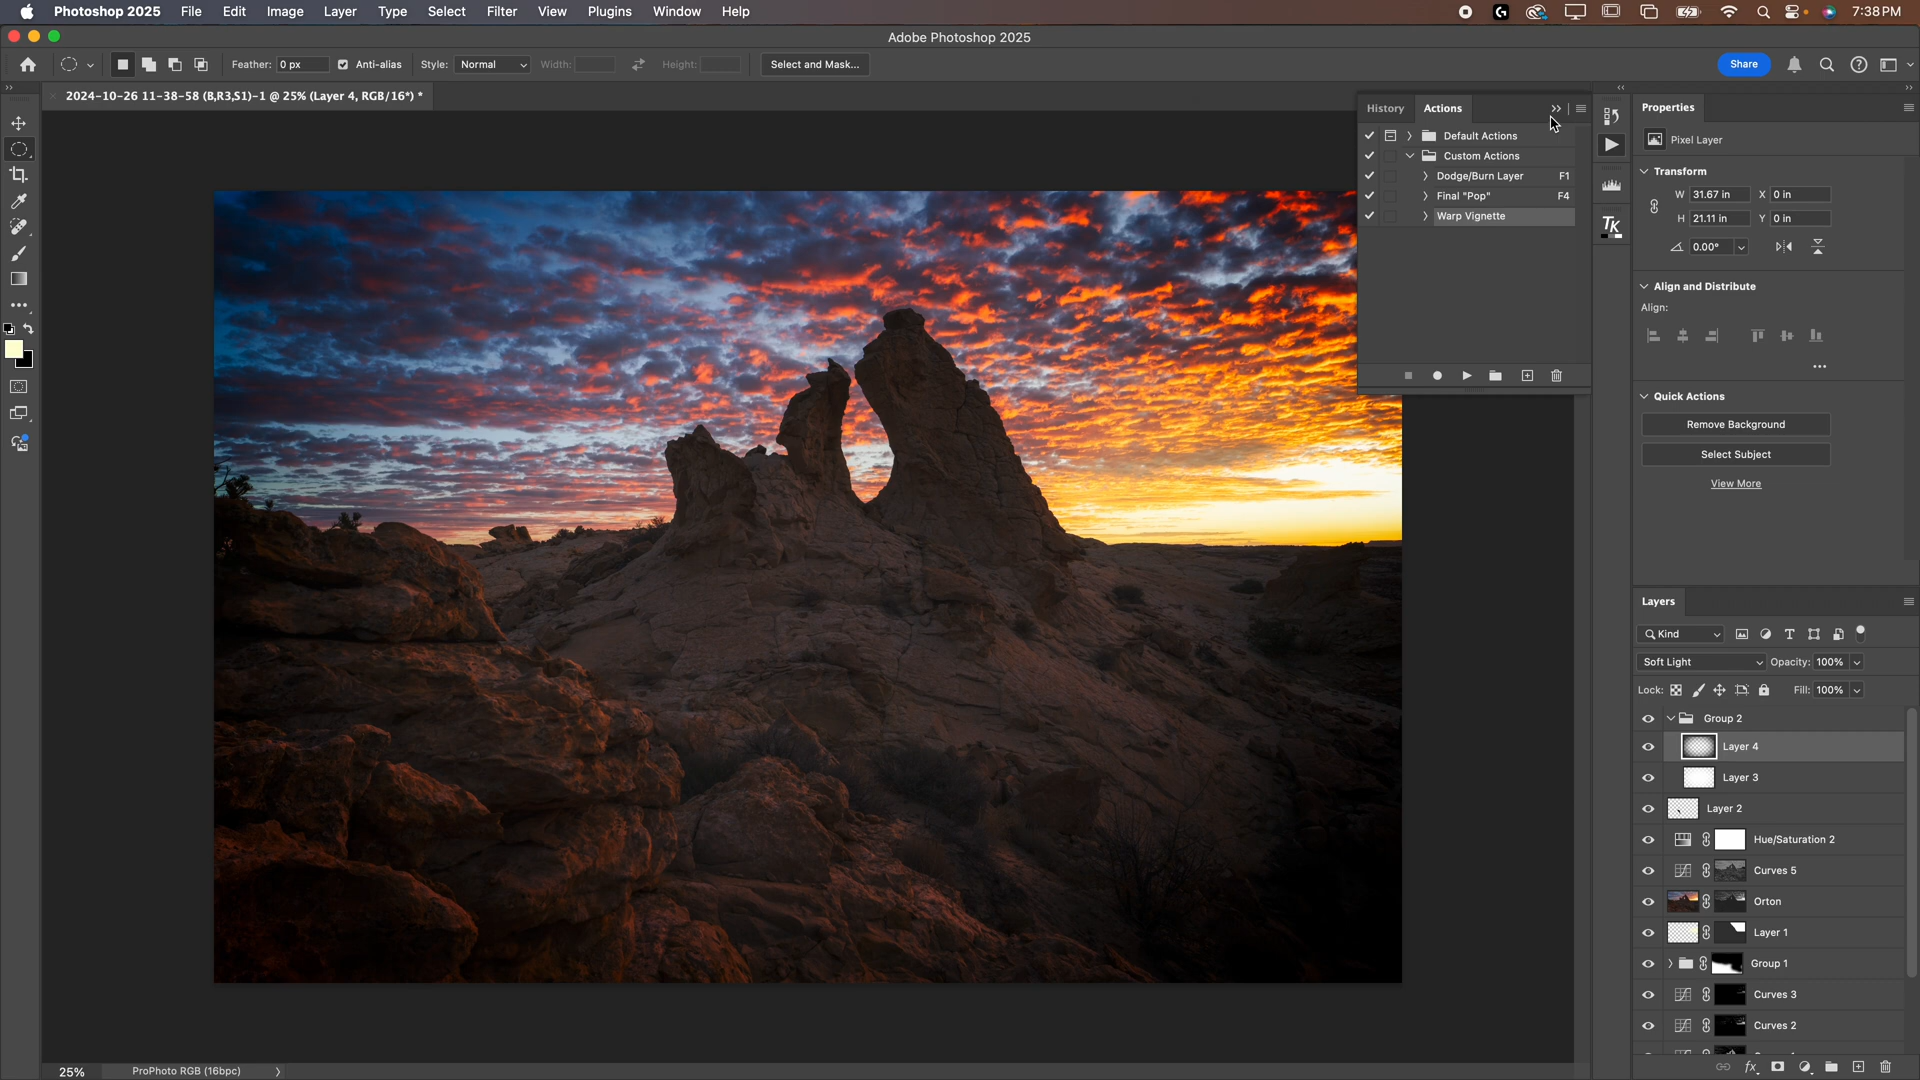 Photoshop 2025 File Edit Image Layer Type Select Filter View Plugins Window Help 7:38 PM
Adobe Photoshop 2025
Feather: 0 px Anti-alias Style: Normal Width: Height: Select and Mask... Share
2024-10-26 11-38-58 (B,R3,S1)-1 @ 25% (Layer 4, RGB/16*) *
History Actions
Default Actions
Custom Actions
Dodge/Burn Layer F1
Final "Pop" F4
Warp Vignette
TK
Properties
Pixel Layer
Transform
W 31.67 in X 0 in
H 21.11 in Y 0 in
0.00°
Align and Distribute
Align:
Quick Actions
Remove Background
Select Subject
View More
Layers
Kind
Soft Light Opacity: 100%
Lock: Fill: 100%
Group 2
Layer 4
Layer 3
Layer 2
Hue/Saturation 2
Curves 5
Orton
Layer 1
Group 1
Curves 3
Curves 2
fx
25% ProPhoto RGB (16bpc)